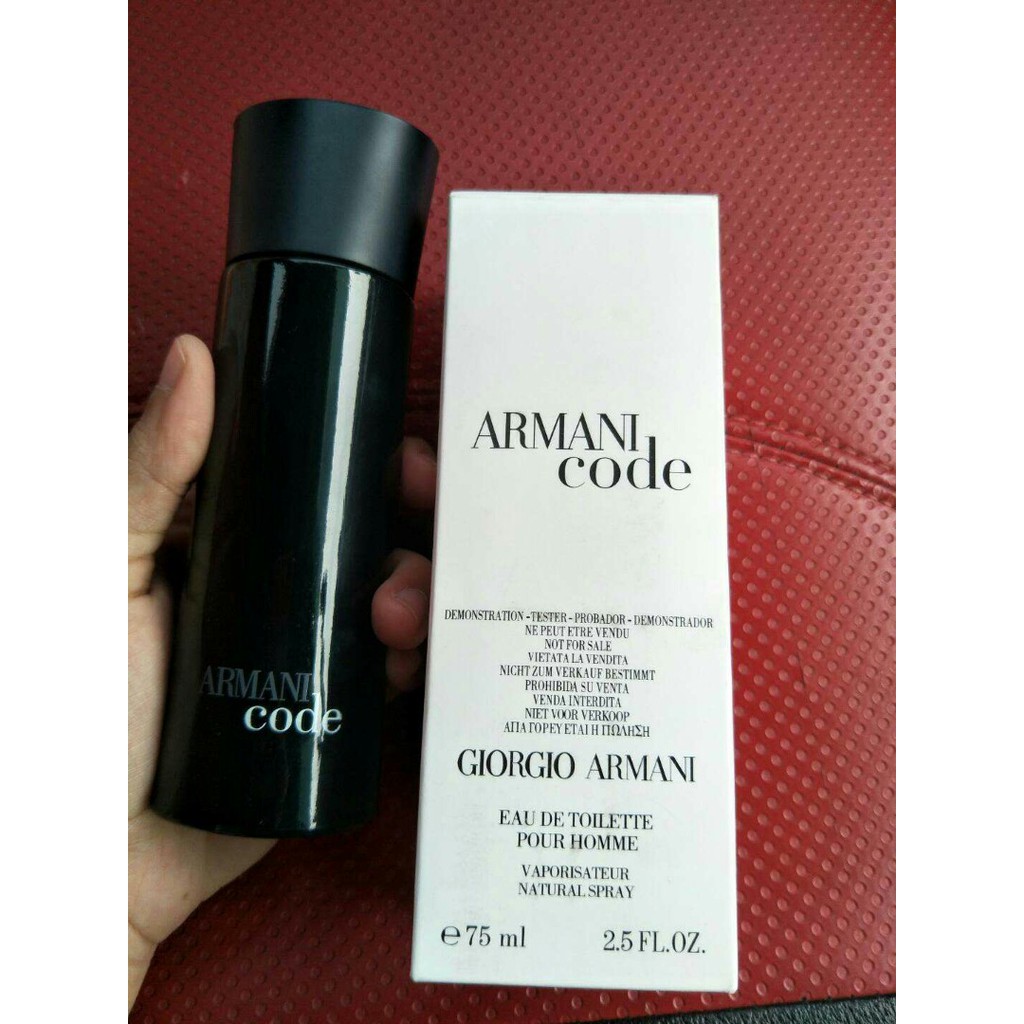 ARMANI
code
ARMANI
code
DEMONSTRATION - TESTER - PROBADOR - DEMONSTRADOR
NE PEUT ETRE VENDU
NOT FOR SALE
VIETATA LA VENDITA
NICHT ZUM VERKAUF BESTIMMT
PROHIBIDA SU VENTA
VENDA INTERDITA
NIET VOOR VERKOOP
ΑΠΑΓΟΡΕΥΕΤΑΙ Η ΠΩΛΗΣΗ
GIORGIO ARMANI
EAU DE TOILETTE
POUR HOMME
VAPORISATEUR
NATURAL SPRAY
℮ 75 ml 2.5 FL.OZ.